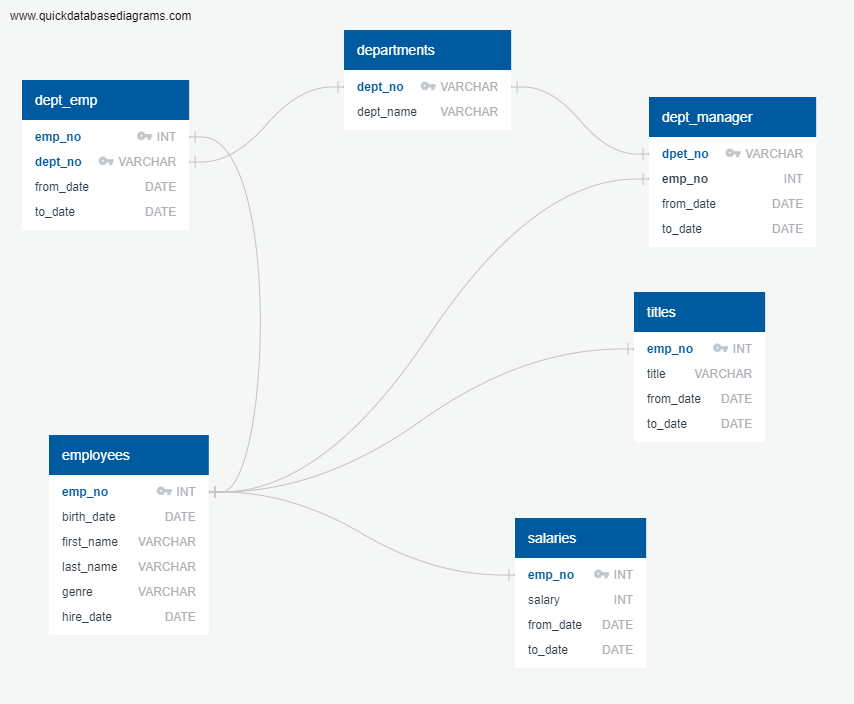 www.quickdatabasediagrams.com
departments
dept_no VARCHAR
dept_name VARCHAR
dept_emp
emp_no INT
dept_no VARCHAR
from_date DATE
to_date DATE
dept_manager
dpet_no VARCHAR
emp_no INT
from_date DATE
to_date DATE
titles
emp_no INT
title VARCHAR
from_date DATE
to_date DATE
employees
emp_no INT
birth_date DATE
first_name VARCHAR
last_name VARCHAR
genre VARCHAR
hire_date DATE
salaries
emp_no INT
salary INT
from_date DATE
to_date DATE